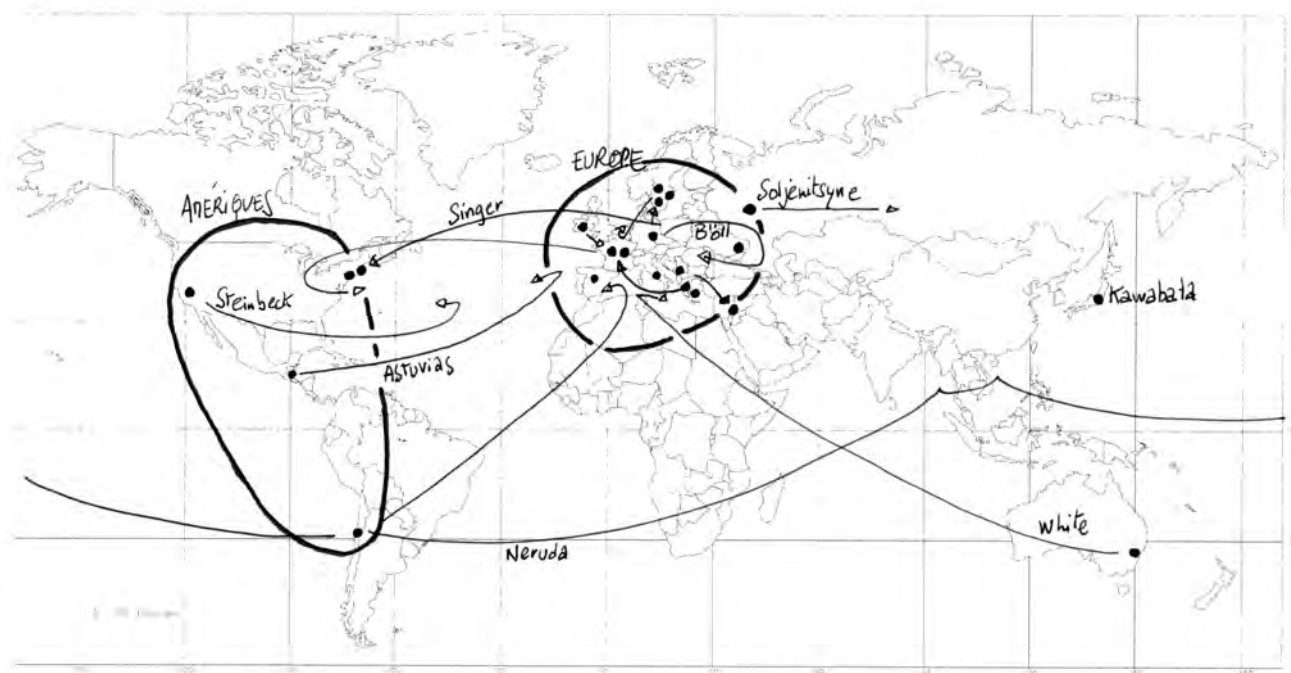 EUROPE
AMÉRIQUES
Soljenitsyne
Singer
Böll
Steinbeck
Kawabata
Asturias
White
Neruda